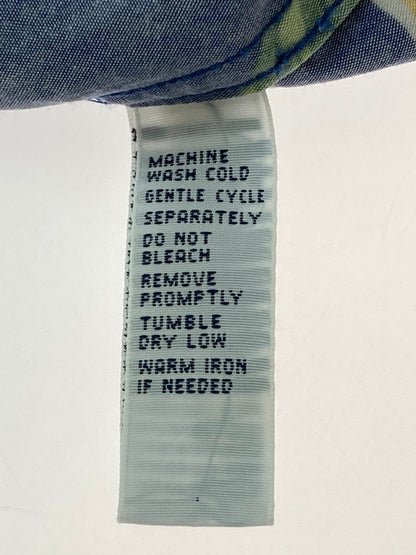 MACHINE
WASH COLD
GENTLE CYCLE
SEPARATELY
DO NOT
BLEACH
REMOVE
PROMPTLY
TUMBLE
DRY LOW
WARM IRON
IF NEEDED